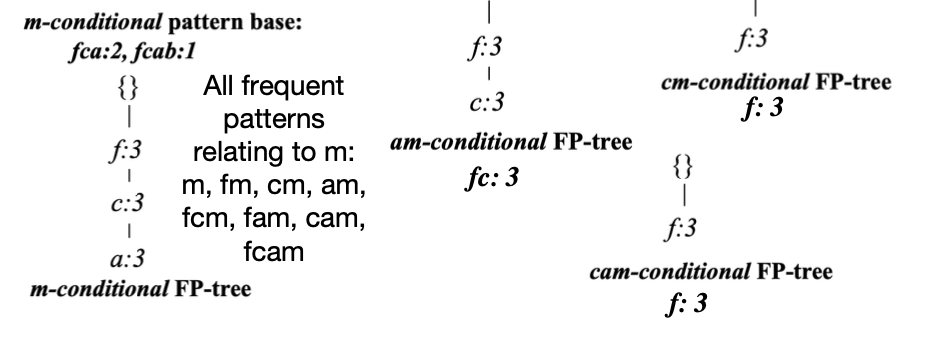 m-conditional pattern base:
fca:2, fcab:1
{}
f:3
c:3
a:3
m-conditional FP-tree
All frequent
patterns
relating to m:
m, fm, cm, am,
fcm, fam, cam,
fcam
f:3
c:3
am-conditional FP-tree
fc: 3
f:3
cm-conditional FP-tree
f: 3
{}
f:3
cam-conditional FP-tree
f: 3